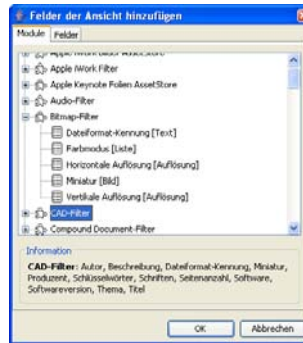 Felder der Ansicht hinzufügen
Module Felder
Apple iWork Filter
Apple Keynote Folien AssetStore
Audio-Filter
Bitmap-Filter
Dateiformat-Kennung [Text]
Farbmodus [Liste]
Horizontale Auflösung [Auflösung]
Miniatur [Bild]
Vertikale Auflösung [Auflösung]
CAD-Filter
Compound Document-Filter
Information
CAD-Filter: Autor, Beschreibung, Dateiformat-Kennung, Miniatur,
Produzent, Schlüsselwörter, Schriften, Seitenanzahl, Software,
Softwareversion, Thema, Titel
OK Abbrechen